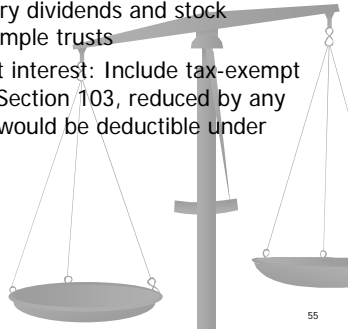 ry dividends and stock
mple trusts
t interest: Include tax-exempt
Section 103, reduced by any
would be deductible under
55